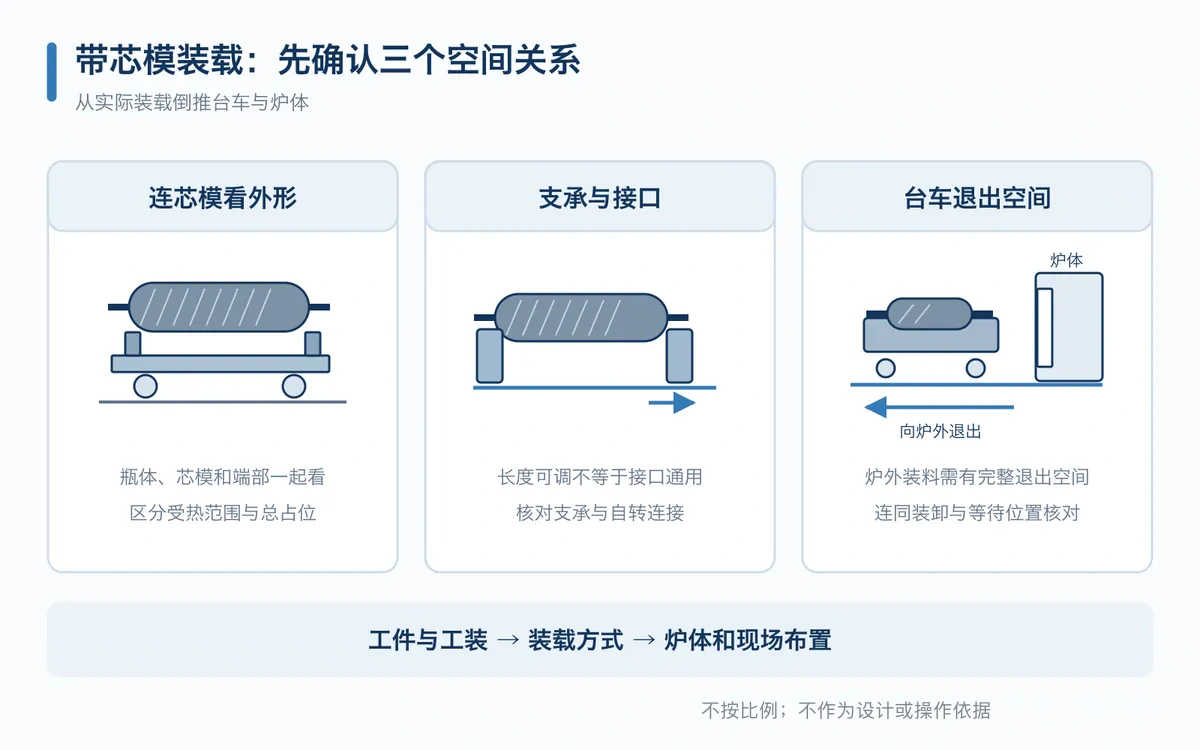 带芯模装载：先确认三个空间关系
从实际装载倒推台车与炉体
连芯模看外形
支承与接口
台车退出空间
炉体
向炉外退出
瓶体、芯模和端部一起看
区分受热范围与总占位
长度可调不等于接口通用
核对支承与自转连接
炉外装料需有完整退出空间
连同装卸与等待位置核对
工件与工装 → 装载方式 → 炉体和现场布置
不按比例；不作为设计或操作依据